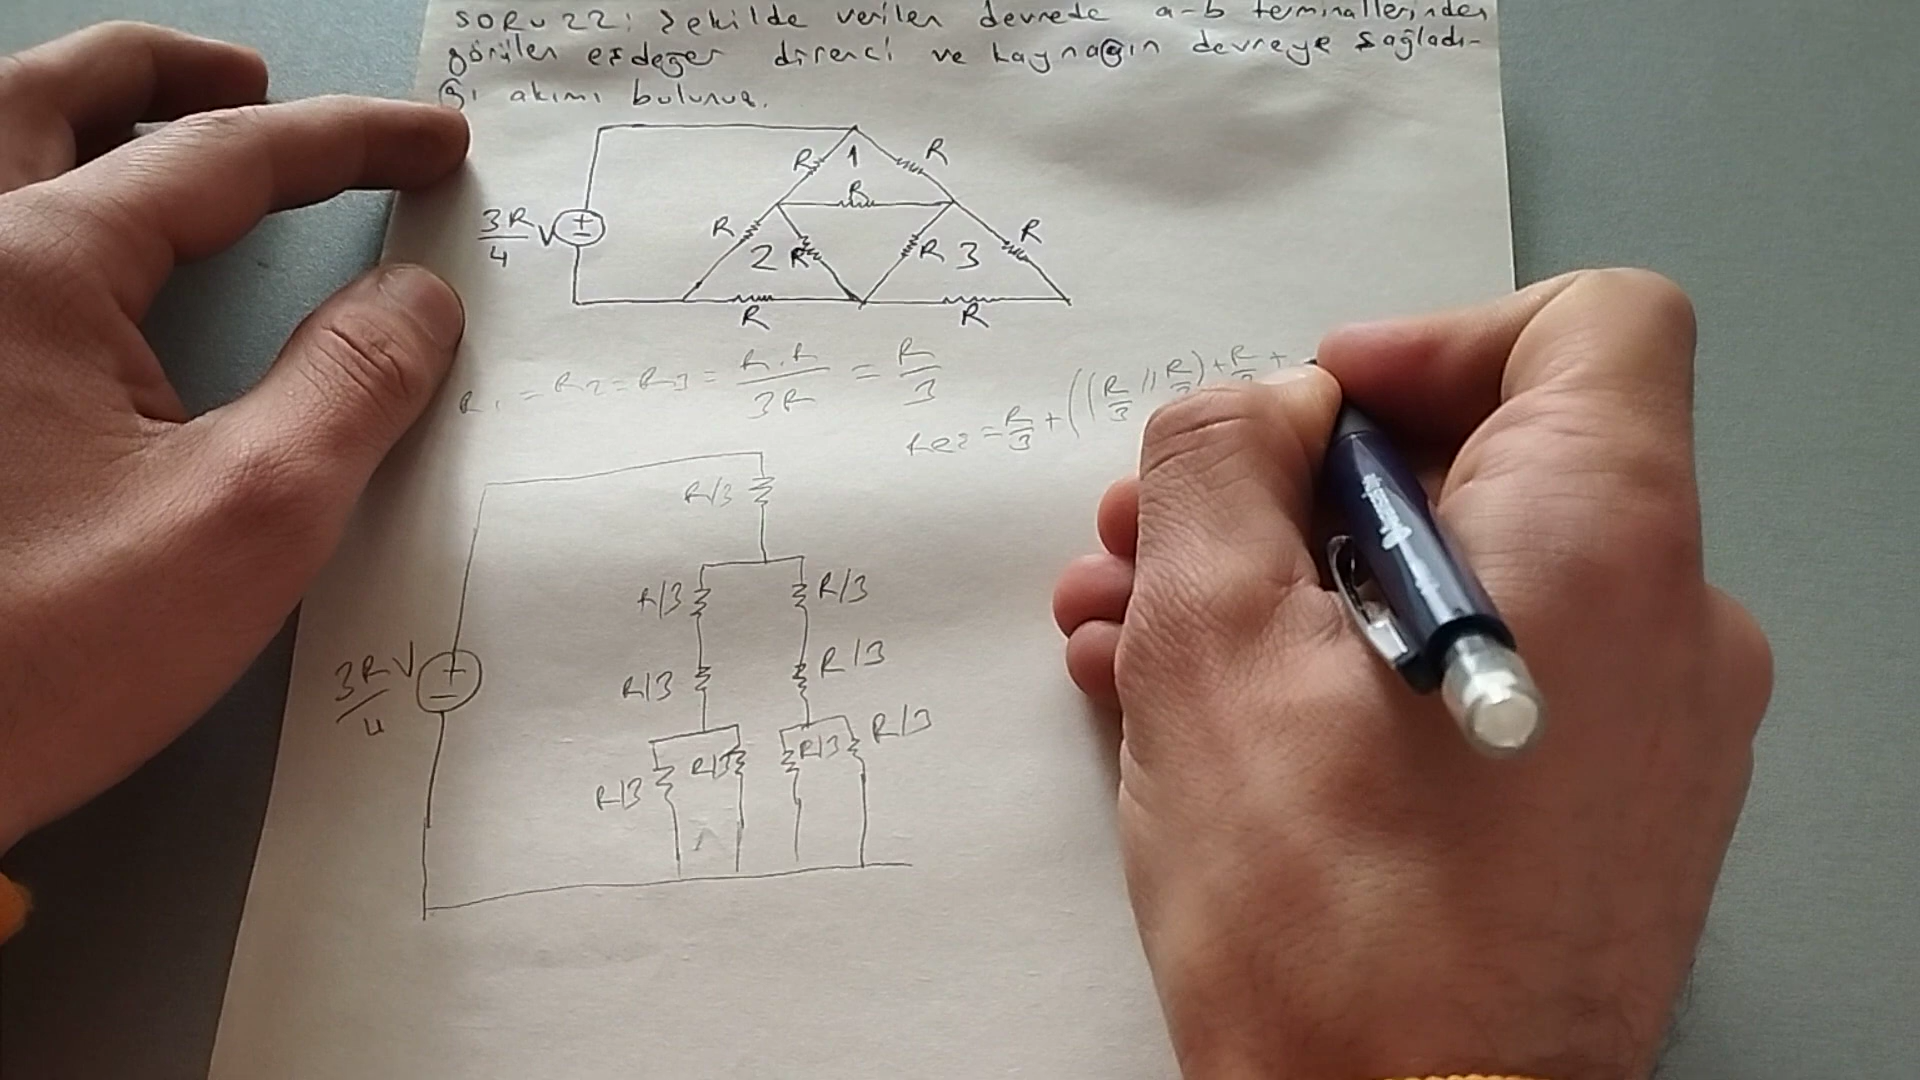 SORU 22: Şekilde verilen devrede a-b terminallerinden
görülen eşdeğer direnci ve kaynağın devreye sağladı-
ğı akımı bulunuz.
R 1 R
R
3R/4 V
R 2 R R 3 R
R R
R1 = R2 = R3 = R.R/3R = R/3
Reş = R/3 + ((R/3 // R/3) + R/3 +
R/3
R/3 R/3
R/3 R/3
3R/4 V
R/3 R/3 R/3 R/3